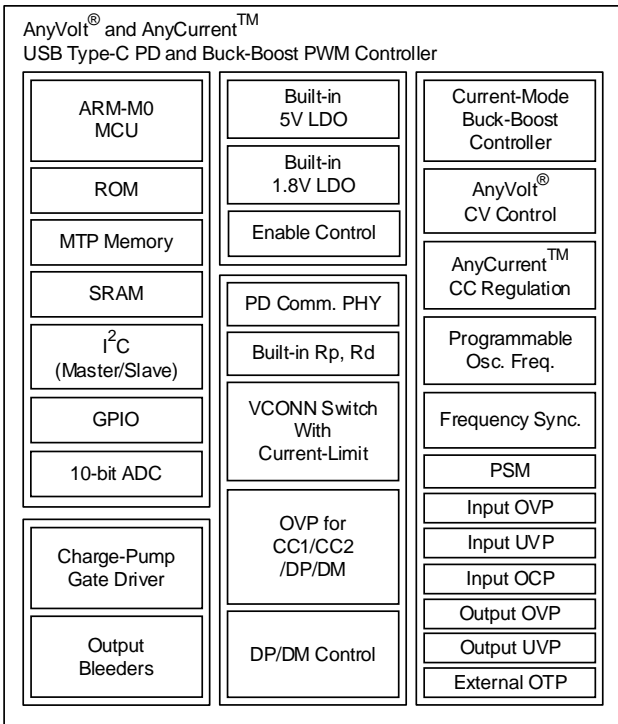 AnyVolt® and AnyCurrent™
USB Type-C PD and Buck-Boost PWM Controller
ARM-M0
MCU
ROM
MTP Memory
SRAM
I²C
(Master/Slave)
GPIO
10-bit ADC
Charge-Pump
Gate Driver
Output
Bleeders
Built-in
5V LDO
Built-in
1.8V LDO
Enable Control
PD Comm. PHY
Built-in Rp, Rd
VCONN Switch
With
Current-Limit
OVP for
CC1/CC2
/DP/DM
DP/DM Control
Current-Mode
Buck-Boost
Controller
AnyVolt®
CV Control
AnyCurrent™
CC Regulation
Programmable
Osc. Freq.
Frequency Sync.
PSM
Input OVP
Input UVP
Input OCP
Output OVP
Output UVP
External OTP